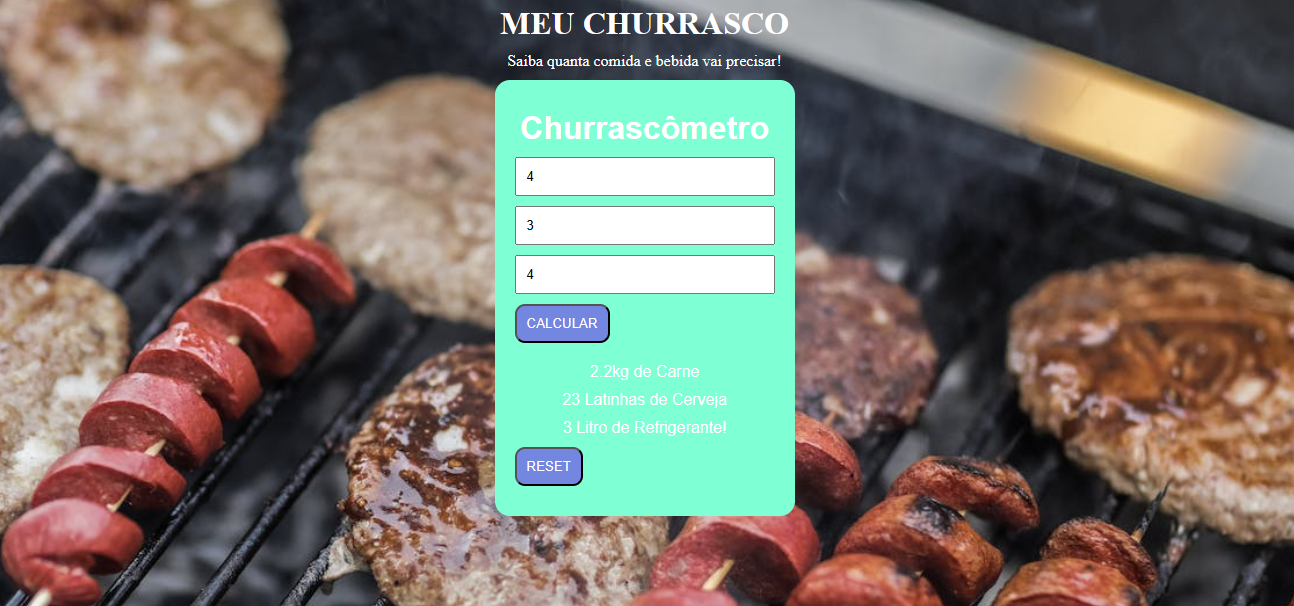 MEU CHURRASCO
Saiba quanta comida e bebida vai precisar!
Churrascômetro
4
3
4
CALCULAR
2.2kg de Carne
23 Latinhas de Cerveja
3 Litro de Refrigerante!
RESET